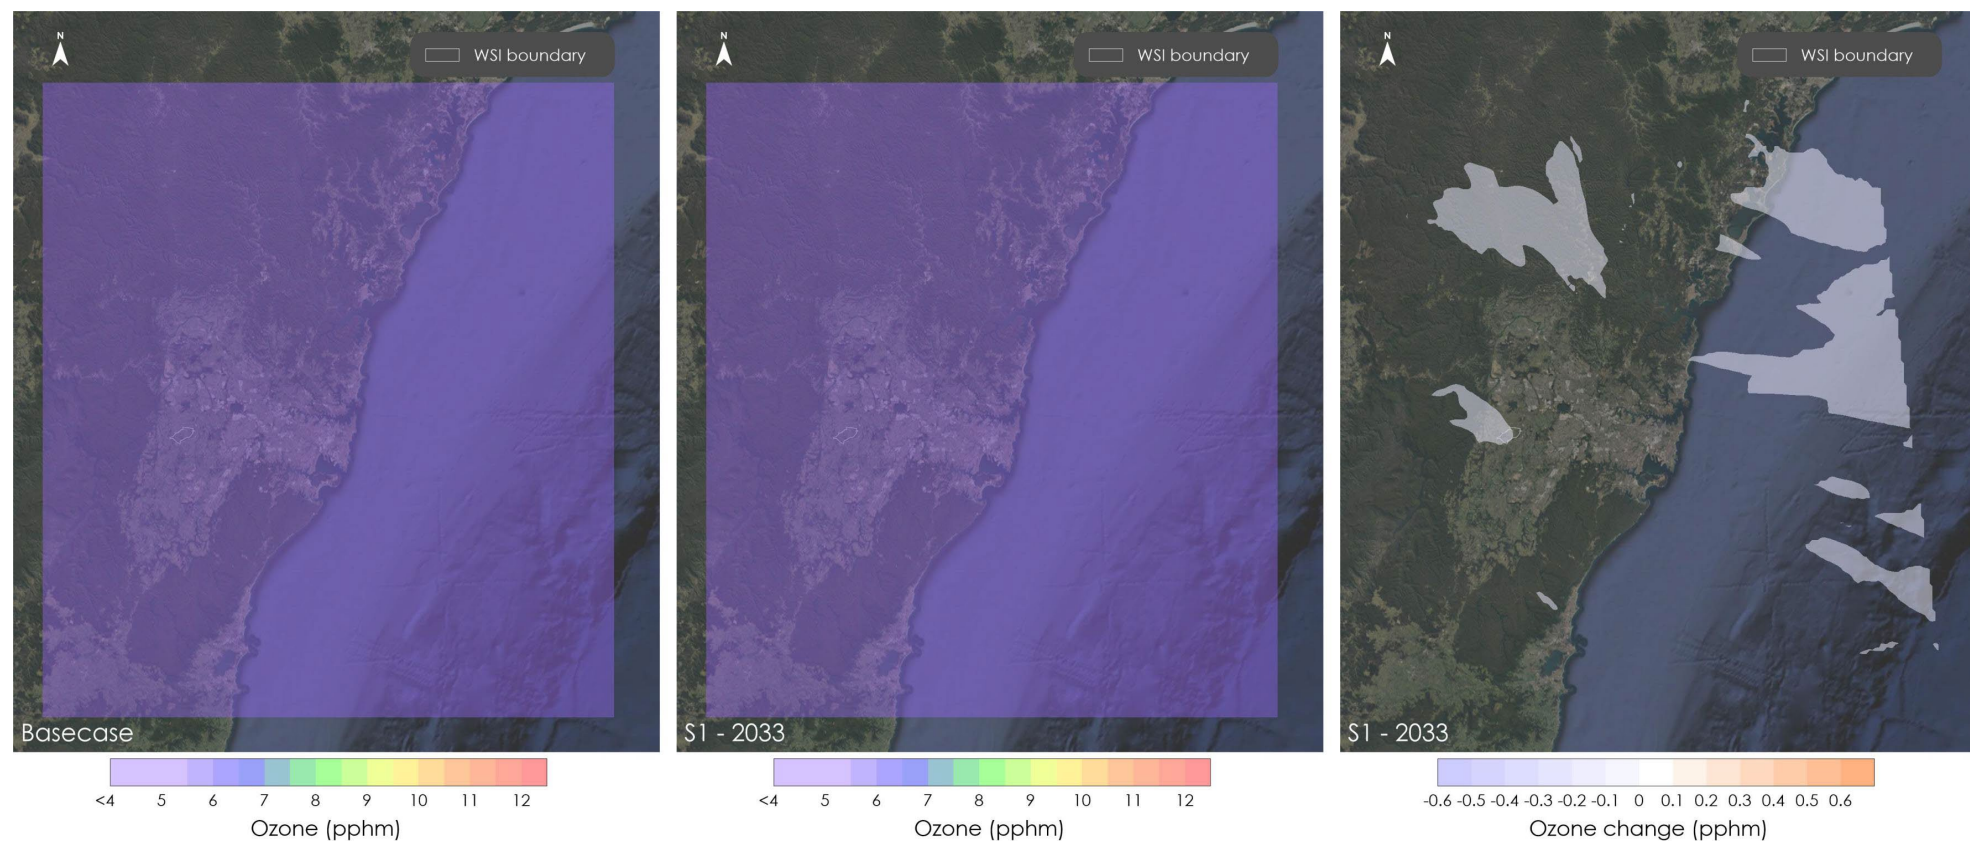 N
WSI boundary
Basecase
<4 5 6 7 8 9 10 11 12
Ozone (pphm)
N
WSI boundary
S1 - 2033
<4 5 6 7 8 9 10 11 12
Ozone (pphm)
N
WSI boundary
S1 - 2033
-0.6 -0.5 -0.4 -0.3 -0.2 -0.1 0 0.1 0.2 0.3 0.4 0.5 0.6
Ozone change (pphm)